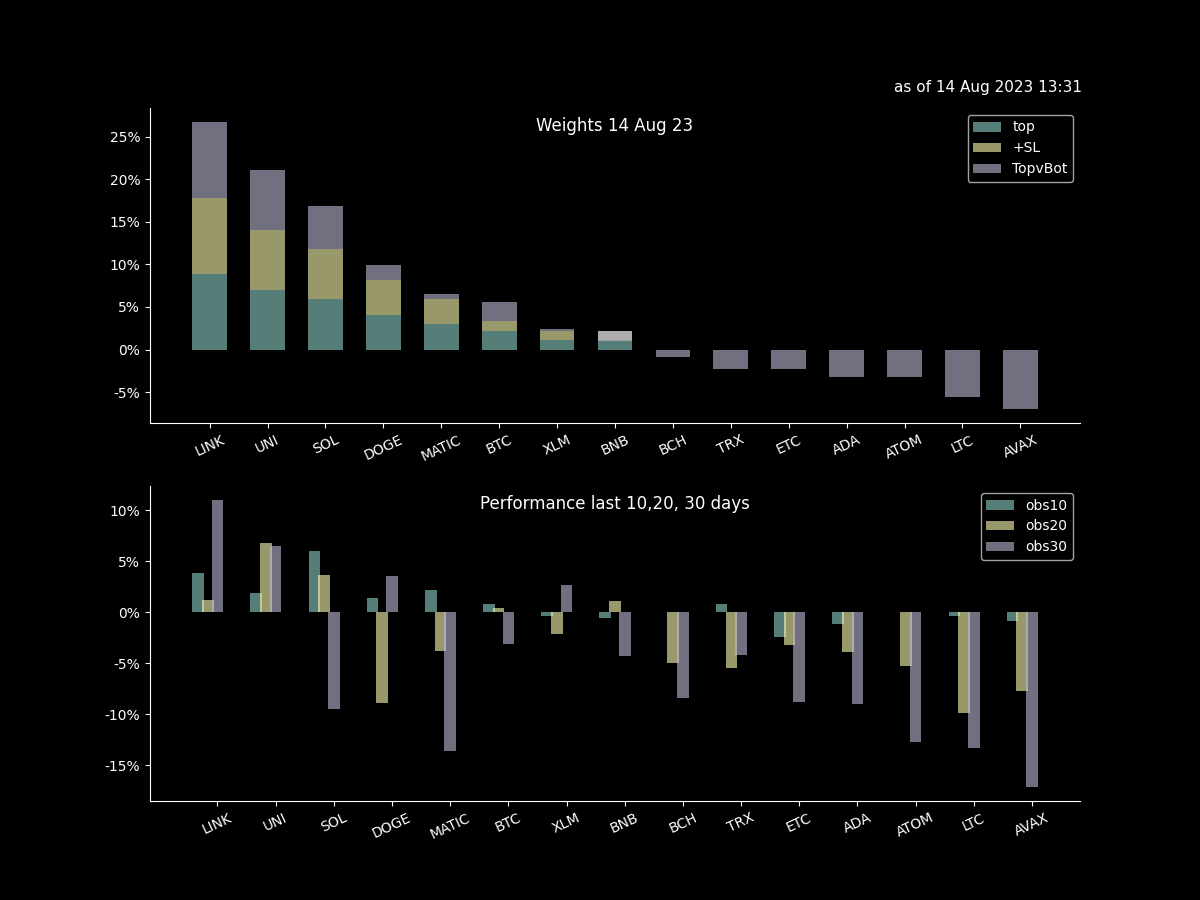 as of 14 Aug 2023 13:31
Weights 14 Aug 23
top
+SL
TopvBot
25%
20%
15%
10%
5%
0%
-5%
LINK UNI SOL DOGE MATIC BTC XLM BNB BCH TRX ETC ADA ATOM LTC AVAX
Performance last 10,20, 30 days
obs10
obs20
obs30
10%
5%
0%
-5%
-10%
-15%
LINK UNI SOL DOGE MATIC BTC XLM BNB BCH TRX ETC ADA ATOM LTC AVAX